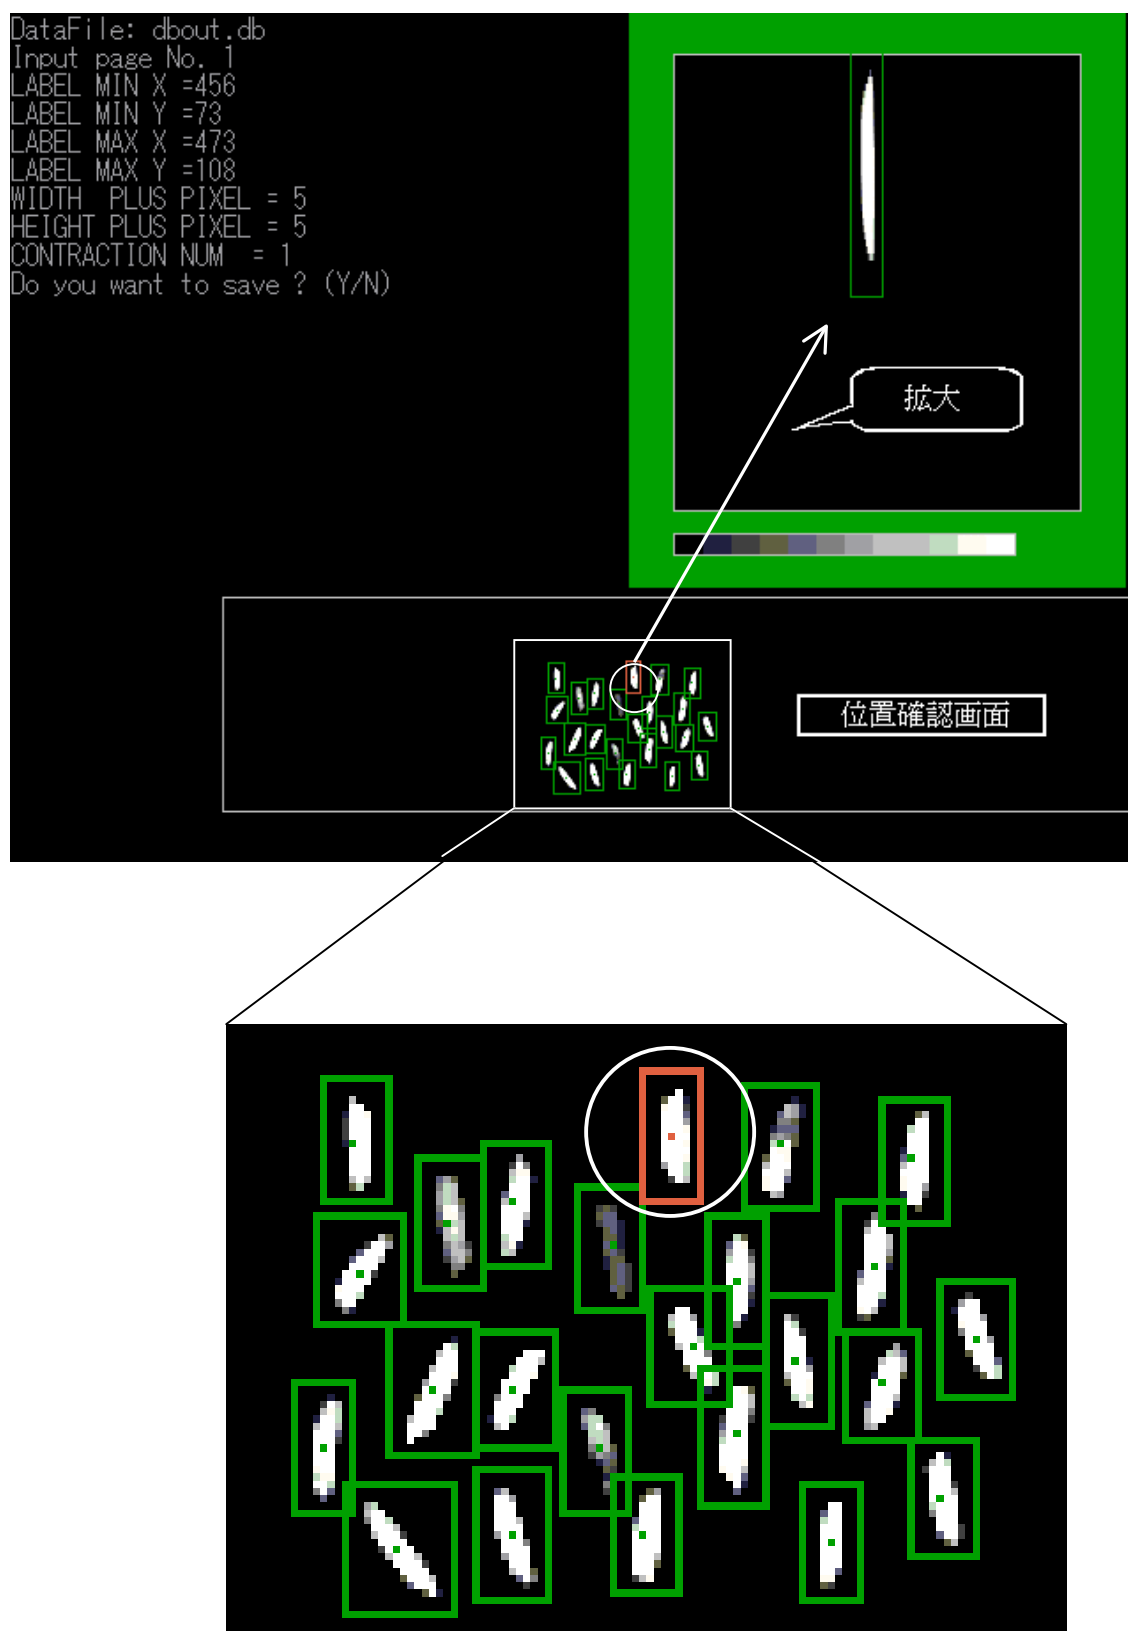 DataFile: dbout.db
Input page No. 1
LABEL MIN X =456
LABEL MIN Y =73
LABEL MAX X =473
LABEL MAX Y =108
WIDTH  PLUS PIXEL = 5
HEIGHT PLUS PIXEL = 5
CONTRACTION NUM  = 1
Do you want to save ? (Y/N)
拡大
位置確認画面